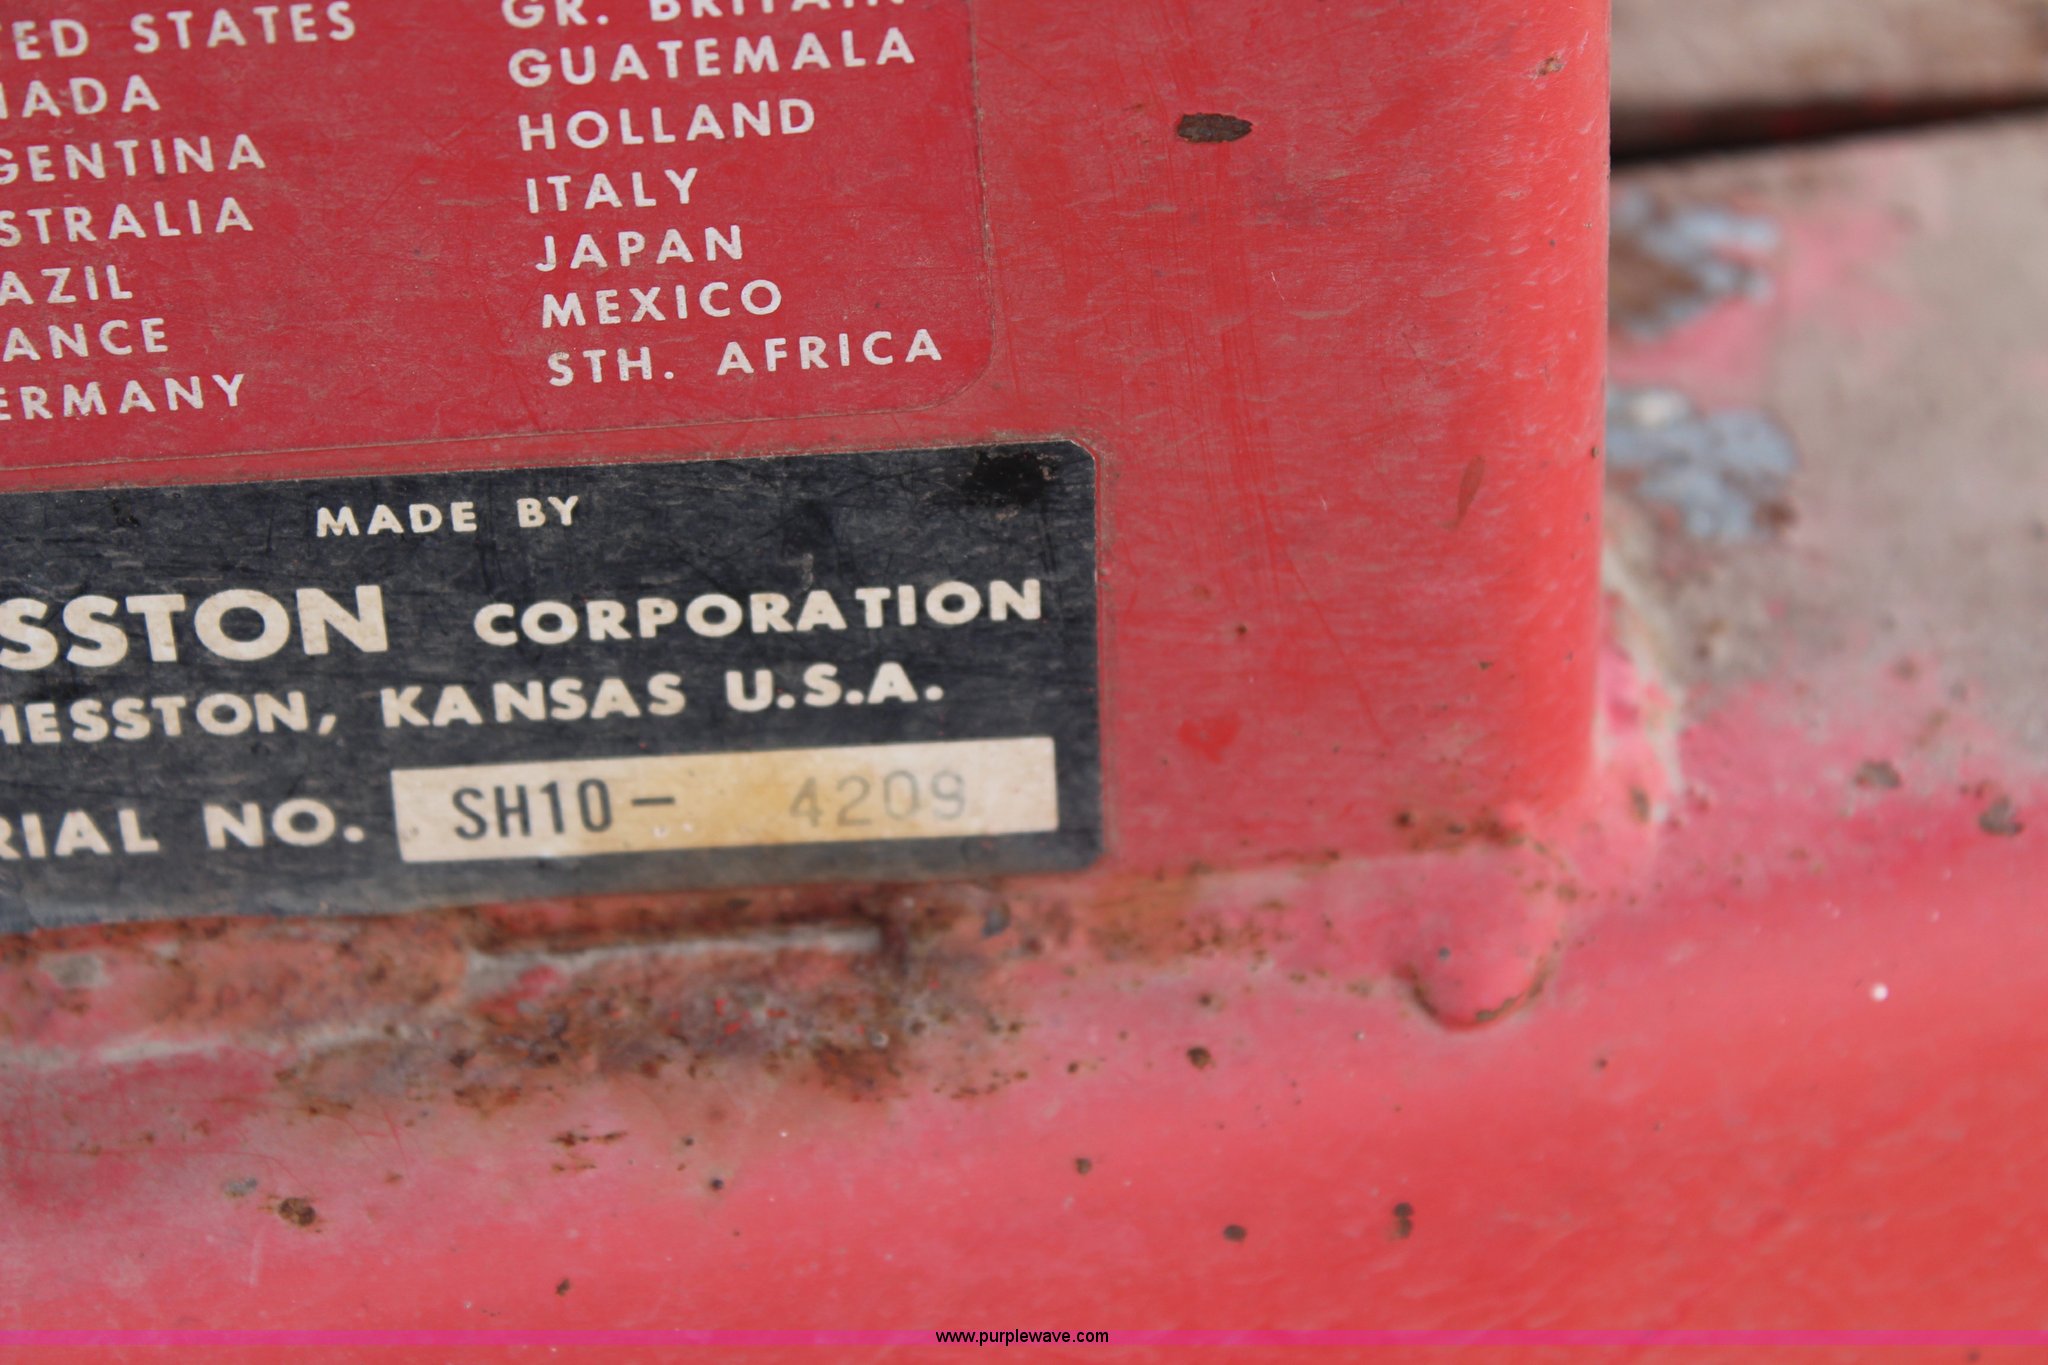 TED STATES
NADA
GENTINA
STRALIA
AZIL
ANCE
ERMANY
GR. BRITAIN
GUATEMALA
HOLLAND
ITALY
JAPAN
MEXICO
STH. AFRICA
MADE BY
SSTON CORPORATION
HESSTON, KANSAS U.S.A.
RIAL NO. SH10- 4209
www.purplewave.com